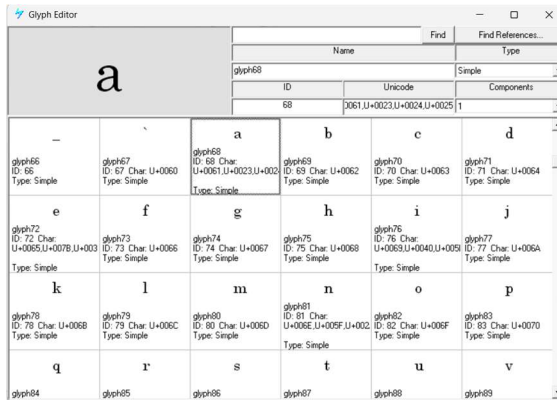 Glyph Editor
Find
Find References...
Name
Type
glyph68
Simple
ID
Unicode
Components
68
0061,U+0023,U+0024,U+0025
1
a
_
`
a
b
c
d
glyph66
ID: 66
Type: Simple
glyph67
ID: 67 Char: U+0060
Type: Simple
glyph68
ID: 68 Char:
U+0061,U+0023,U+002
Type: Simple
glyph69
ID: 69 Char: U+0062
Type: Simple
glyph70
ID: 70 Char: U+0063
Type: Simple
glyph71
ID: 71 Char: U+0064
Type: Simple
e
f
g
h
i
j
glyph72
ID: 72 Char:
U+0065,U+007B,U+003
Type: Simple
glyph73
ID: 73 Char: U+0066
Type: Simple
glyph74
ID: 74 Char: U+0067
Type: Simple
glyph75
ID: 75 Char: U+0068
Type: Simple
glyph76
ID: 76 Char:
U+0069,U+0040,U+005
Type: Simple
glyph77
ID: 77 Char: U+006A
Type: Simple
k
l
m
n
o
p
glyph78
ID: 78 Char: U+006B
Type: Simple
glyph79
ID: 79 Char: U+006C
Type: Simple
glyph80
ID: 80 Char: U+006D
Type: Simple
glyph81
ID: 81 Char:
U+006E,U+005F,U+002
Type: Simple
glyph82
ID: 82 Char: U+006F
Type: Simple
glyph83
ID: 83 Char: U+0070
Type: Simple
q
r
s
t
u
v
glyph84
glyph85
glyph86
glyph87
glyph88
glyph89